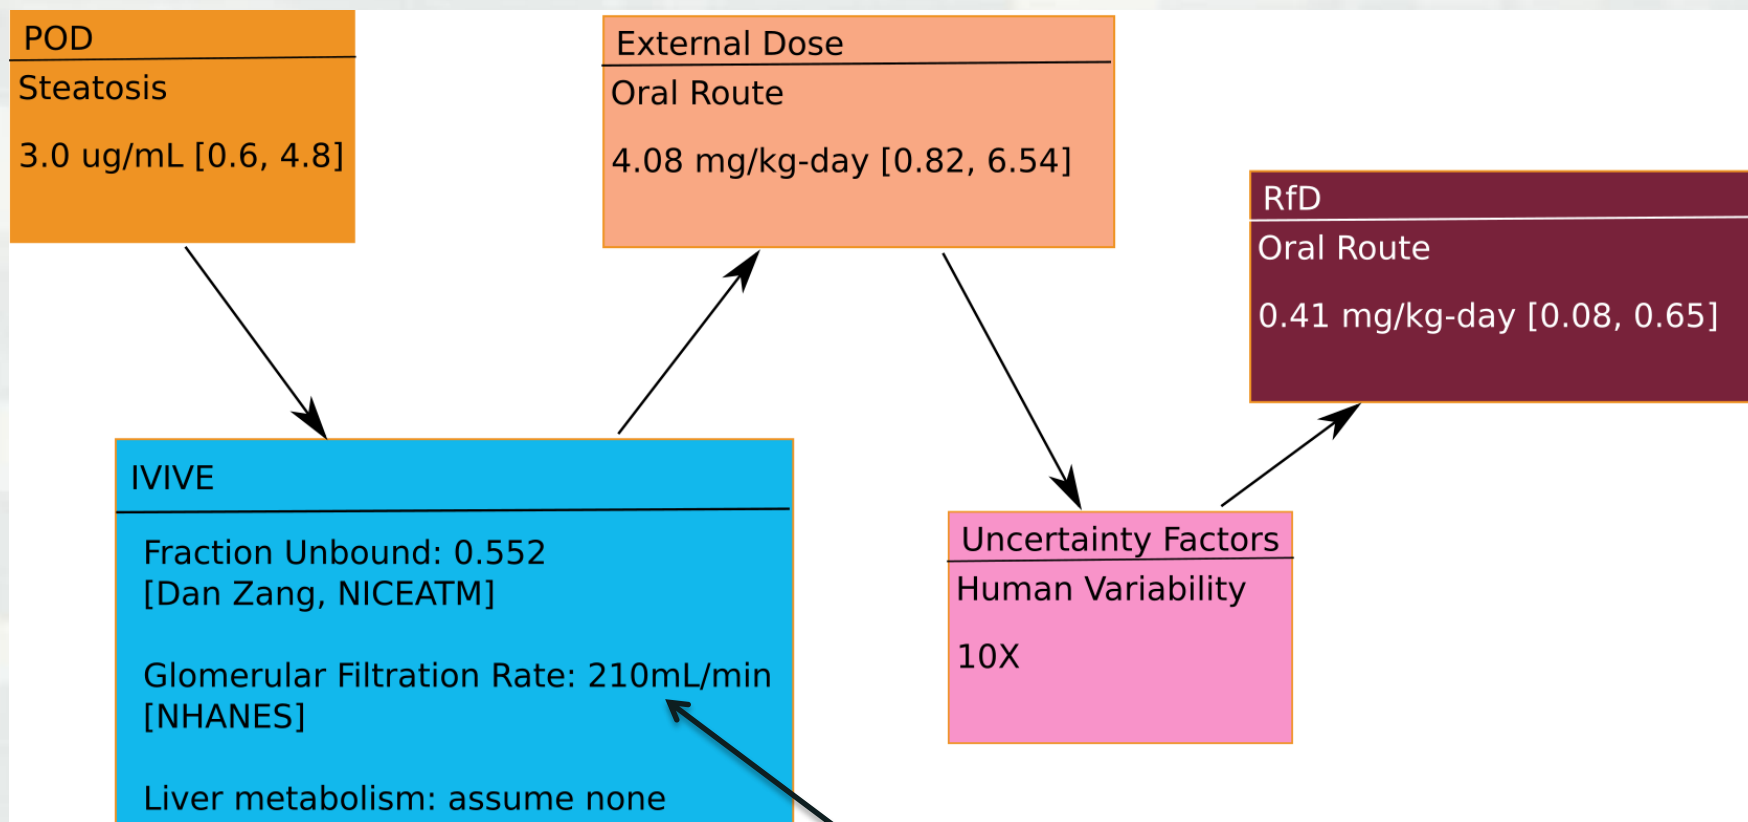 POD
Steatosis
3.0 ug/mL [0.6, 4.8]
External Dose
Oral Route
4.08 mg/kg-day [0.82, 6.54]
RfD
Oral Route
0.41 mg/kg-day [0.08, 0.65]
IVIVE
Fraction Unbound: 0.552
[Dan Zang, NICEATM]
Glomerular Filtration Rate: 210mL/min
[NHANES]
Liver metabolism: assume none
Uncertainty Factors
Human Variability
10X